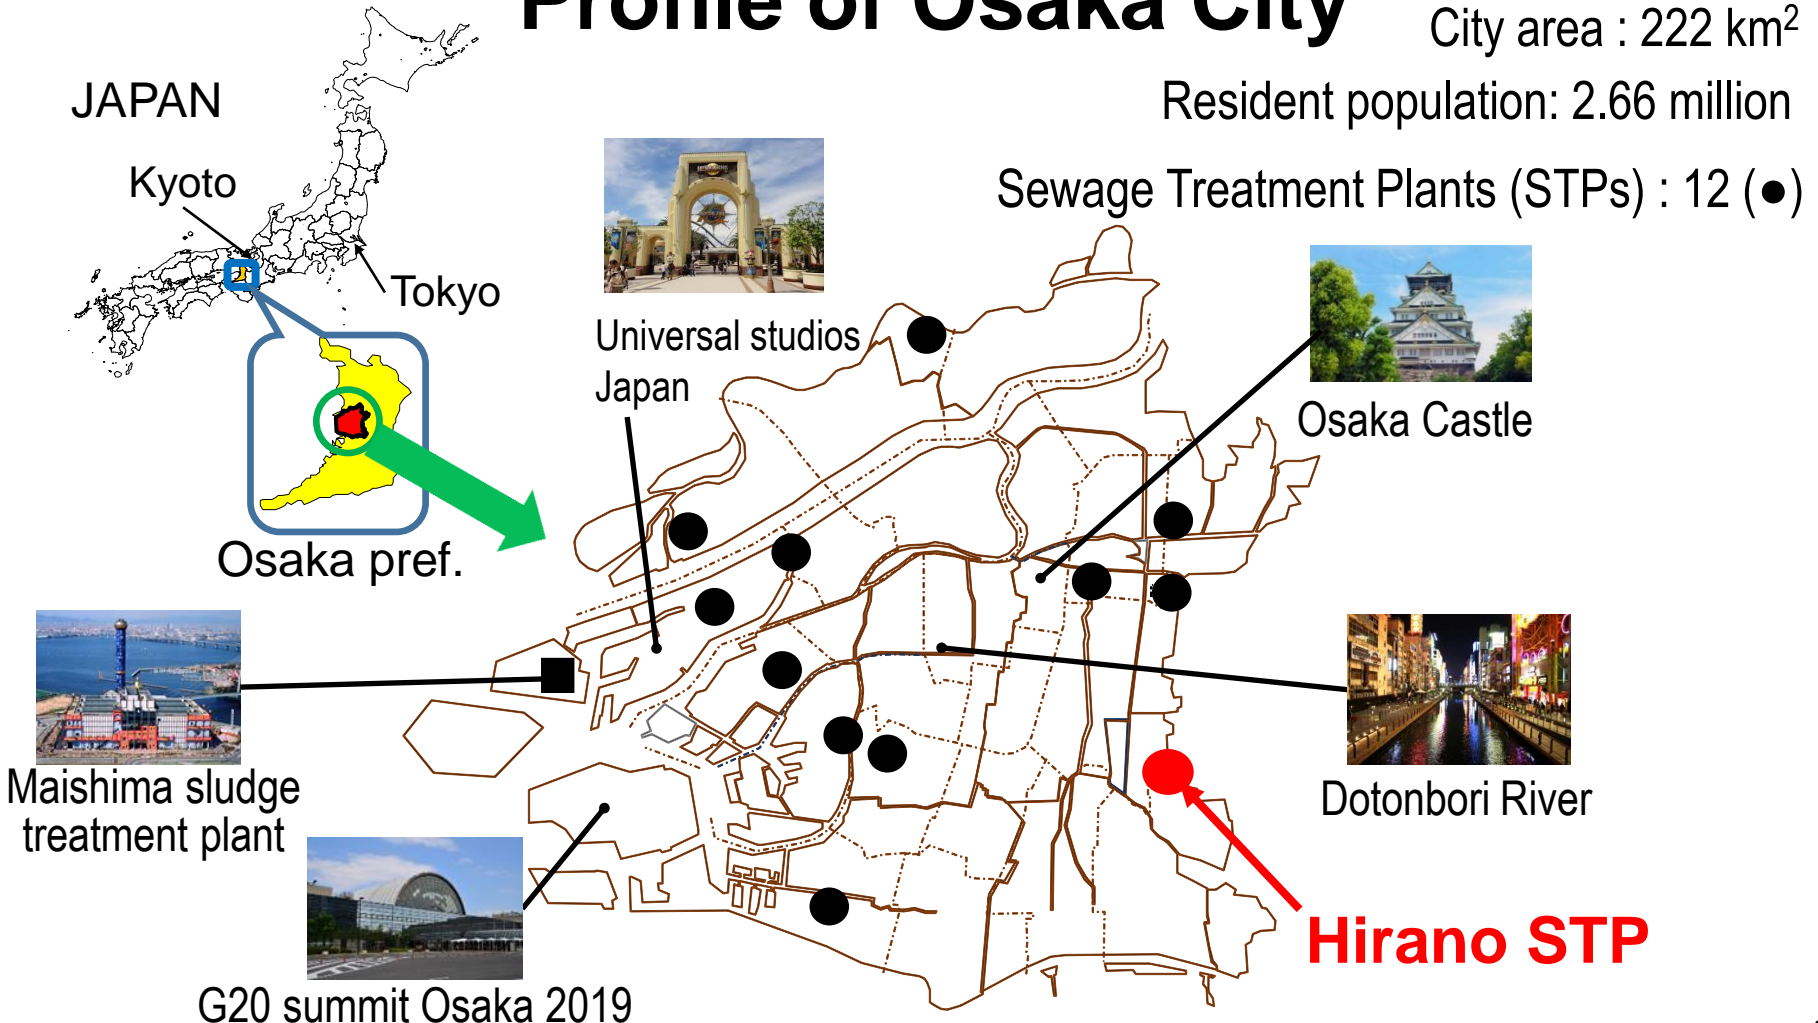 Profile of Osaka City
City area : 222 km²
Resident population: 2.66 million
Sewage Treatment Plants (STPs) : 12 (●)
JAPAN
Kyoto
Tokyo
Osaka pref.
Universal studios
Japan
Osaka Castle
Maishima sludge
treatment plant
Dotonbori River
G20 summit Osaka 2019
Hirano STP